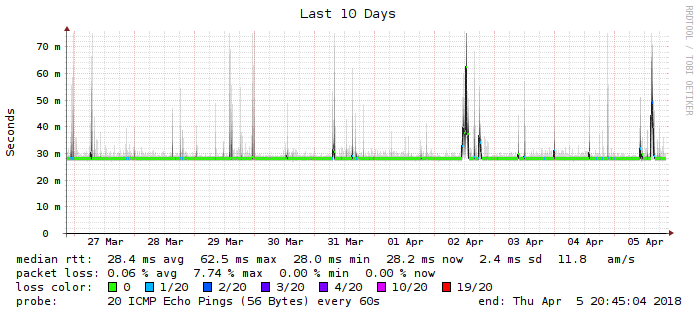 Last 10 Days
RRDTOOL / TOBI OETIKER
Seconds
70 m
60 m
50 m
40 m
30 m
20 m
10 m
0
27 Mar 28 Mar 29 Mar 30 Mar 31 Mar 01 Apr 02 Apr 03 Apr 04 Apr 05 Apr
median rtt: 28.4 ms avg 62.5 ms max 28.0 ms min 28.2 ms now 2.4 ms sd 11.8 am/s
packet loss: 0.06 % avg 7.74 % max 0.00 % min 0.00 % now
loss color: 0 1/20 2/20 3/20 4/20 10/20 19/20
probe: 20 ICMP Echo Pings (56 Bytes) every 60s end: Thu Apr 5 20:45:04 2018